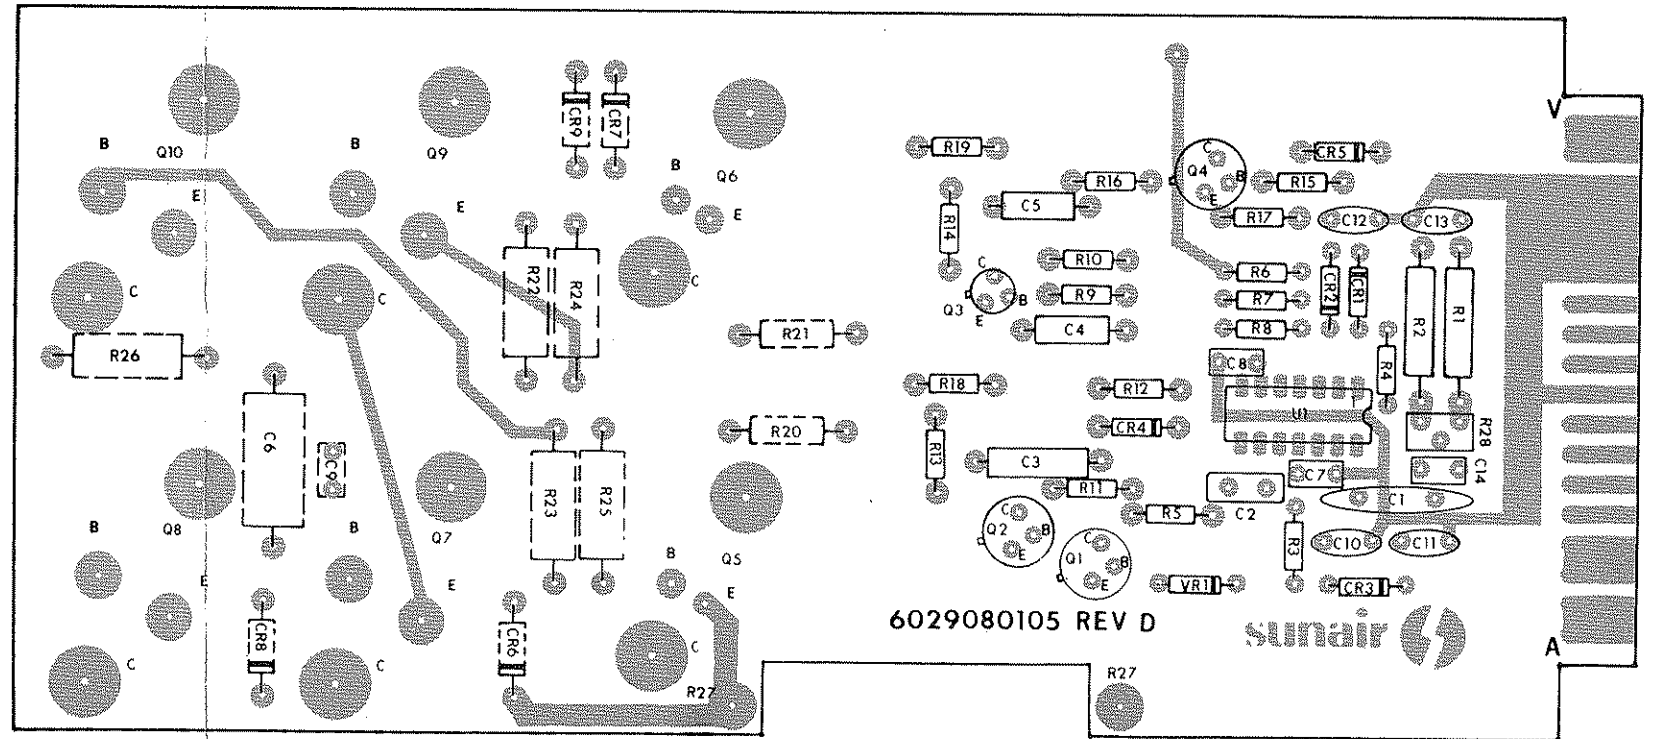 V
CR9
CR7
B
Q10
B
Q9
B
Q6
R19
C
Q4
B
E
CR5
R16
R15
E
E
E
C5
R14
R17
C12
C13
C
C
C
R22
R24
R10
R6
CR2
CR1
C
B
Q3
E
R9
R7
R2
R1
R26
R21
C4
R8
R4
C8
R18
R12
U1
C6
C9
R20
CR4
R28
R13
C3
C7
C14
R23
R25
R11
C1
C
Q2
B
E
R5
C2
B
Q8
B
Q7
B
Q5
C
Q1
B
E
R3
C10
C11
E
E
E
VR1
CR3
6029080105 REV D
sunair
CR8
CR6
A
C
C
C
R27
R27